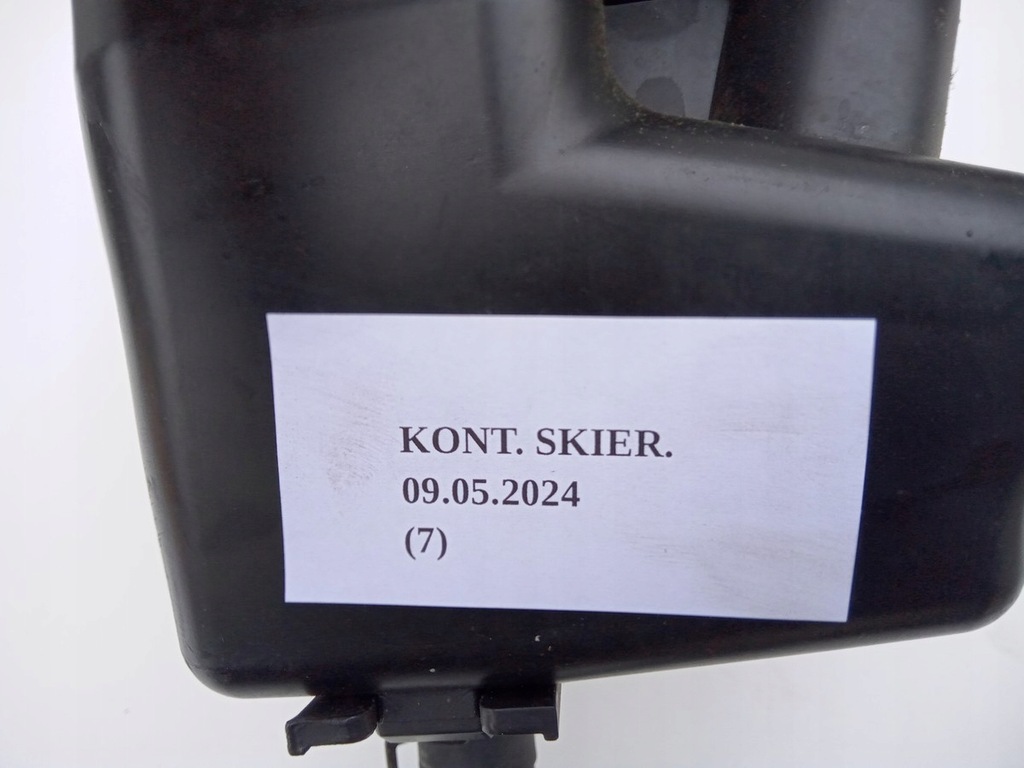 KONT. SKIER.
09.05.2024
(7)